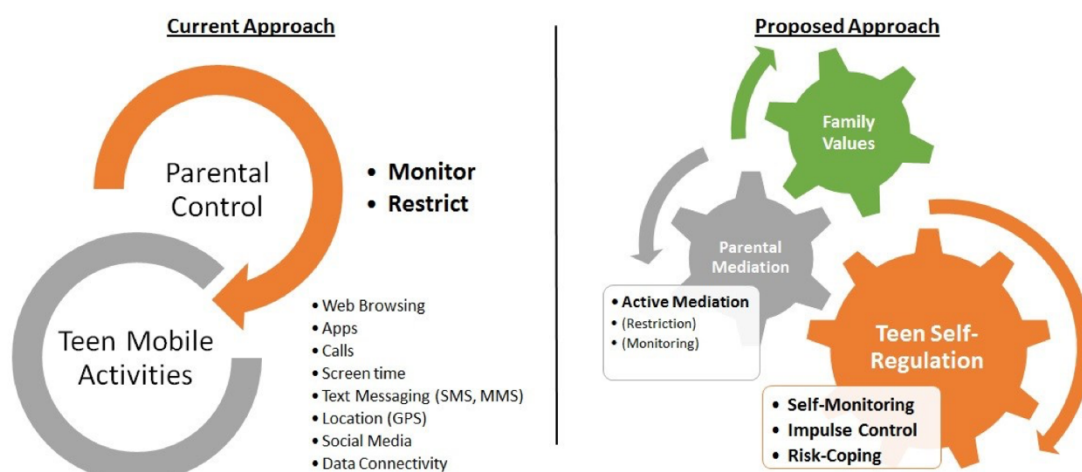 Current Approach
Parental
Control
• Monitor
• Restrict
Teen Mobile
Activities
• Web Browsing
• Apps
• Calls
• Screen time
• Text Messaging (SMS, MMS)
• Location (GPS)
• Social Media
• Data Connectivity
Proposed Approach
Family
Values
Parental
Mediation
• Active Mediation
• (Restriction)
• (Monitoring)
Teen Self-
Regulation
• Self-Monitoring
• Impulse Control
• Risk-Coping